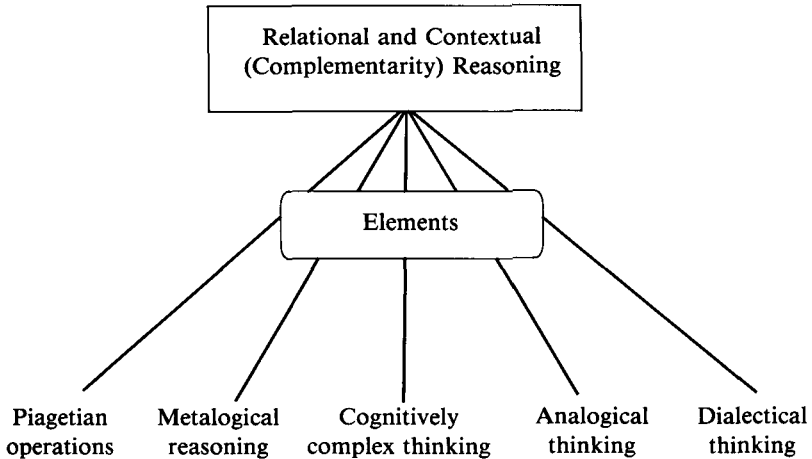 Relational and Contextual
(Complementarity) Reasoning
Elements
Piagetian operations
Metalogical reasoning
Cognitively complex thinking
Analogical thinking
Dialectical thinking